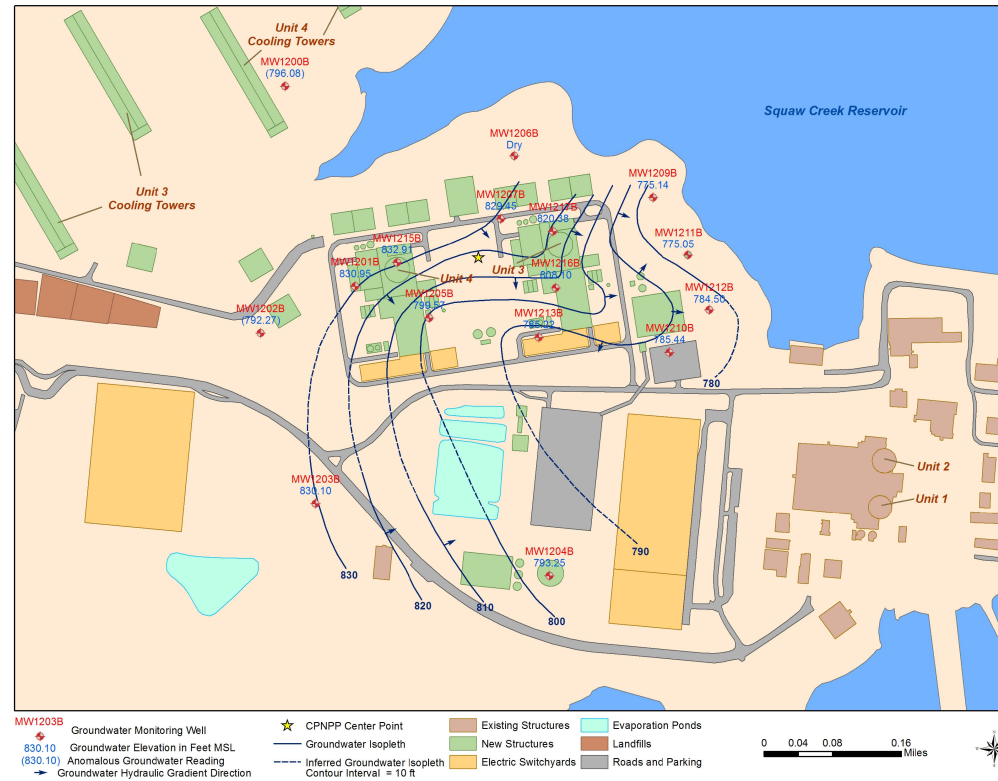 Unit 4
Cooling Towers
MW1200B
(796.08)
Squaw Creek Reservoir
MW1206B
Dry
Unit 3
Cooling Towers
MW1209B
775.14
MW1207B
829.45
MW1217B
820.38
MW1215B
832.91
MW1211B
775.05
MW1201B
830.95
Unit 4
Unit 3
MW1216B
808.10
MW1205B
799.57
MW1212B
784.50
MW1202B
(792.27)
MW1213B
MW1210B
785.44
780
Unit 2
Unit 1
MW1203B
830.10
790
MW1204B
793.25
830
820
810
800
MW1203B
Groundwater Monitoring Well
830.10 Groundwater Elevation in Feet MSL
(830.10) Anomalous Groundwater Reading
Groundwater Hydraulic Gradient Direction
CPNPP Center Point
Groundwater Isopleth
Inferred Groundwater Isopleth
Contour Interval = 10 ft
Existing Structures
New Structures
Electric Switchyards
Evaporation Ponds
Landfills
Roads and Parking
0 0.04 0.08 0.16
Miles